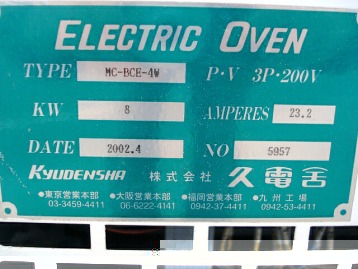 ELECTRIC OVEN
TYPE MC-BCE-4W P·V 3P·200V
KW 8 AMPERES 23.2
DATE 2002.4 NO 5957
KYUDENSHA 株式会社 久電舎
●東京営業本部 ●大阪営業本部 ●福岡営業本部 ●九州工場
03-3459-4411 06-6222-4141 0942-37-4411 0942-53-4411